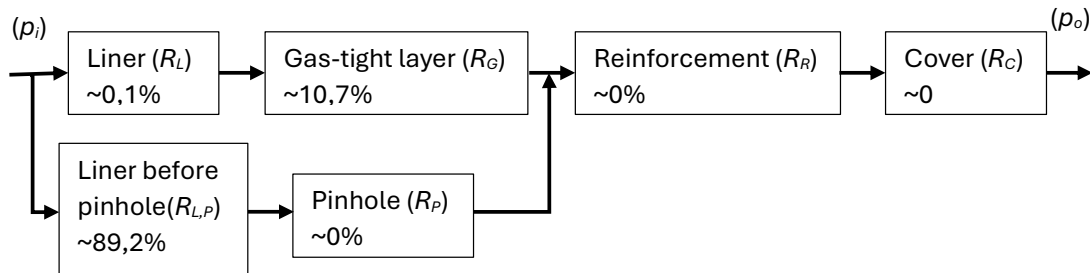 (pi)
(po)
Liner (RL)
~0,1%
Gas-tight layer (RG)
~10,7%
Reinforcement (RR)
~0%
Cover (RC)
~0
Liner before
pinhole(RL,P)
~89,2%
Pinhole (RP)
~0%